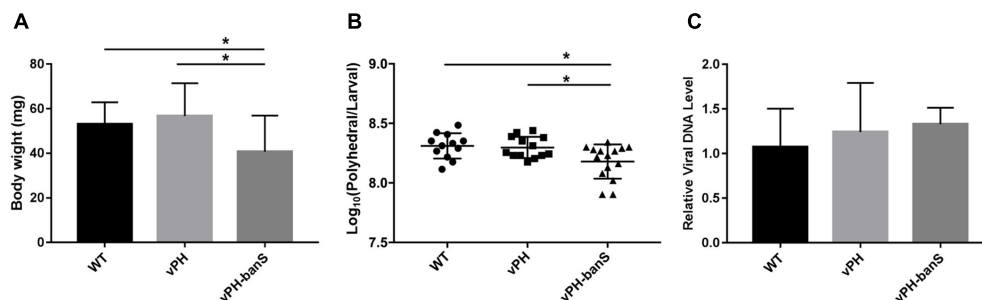 A
*
*
Body wight (mg)
80
60
40
20
0
WT
vPH
vPH-banS
B
*
*
Log10(Polyhedral/Larval)
9.0
8.5
8.0
7.5
WT
vPH
vPH-banS
C
Relative Viral DNA Level
2.0
1.5
1.0
0.5
0.0
WT
vPH
vPH-banS